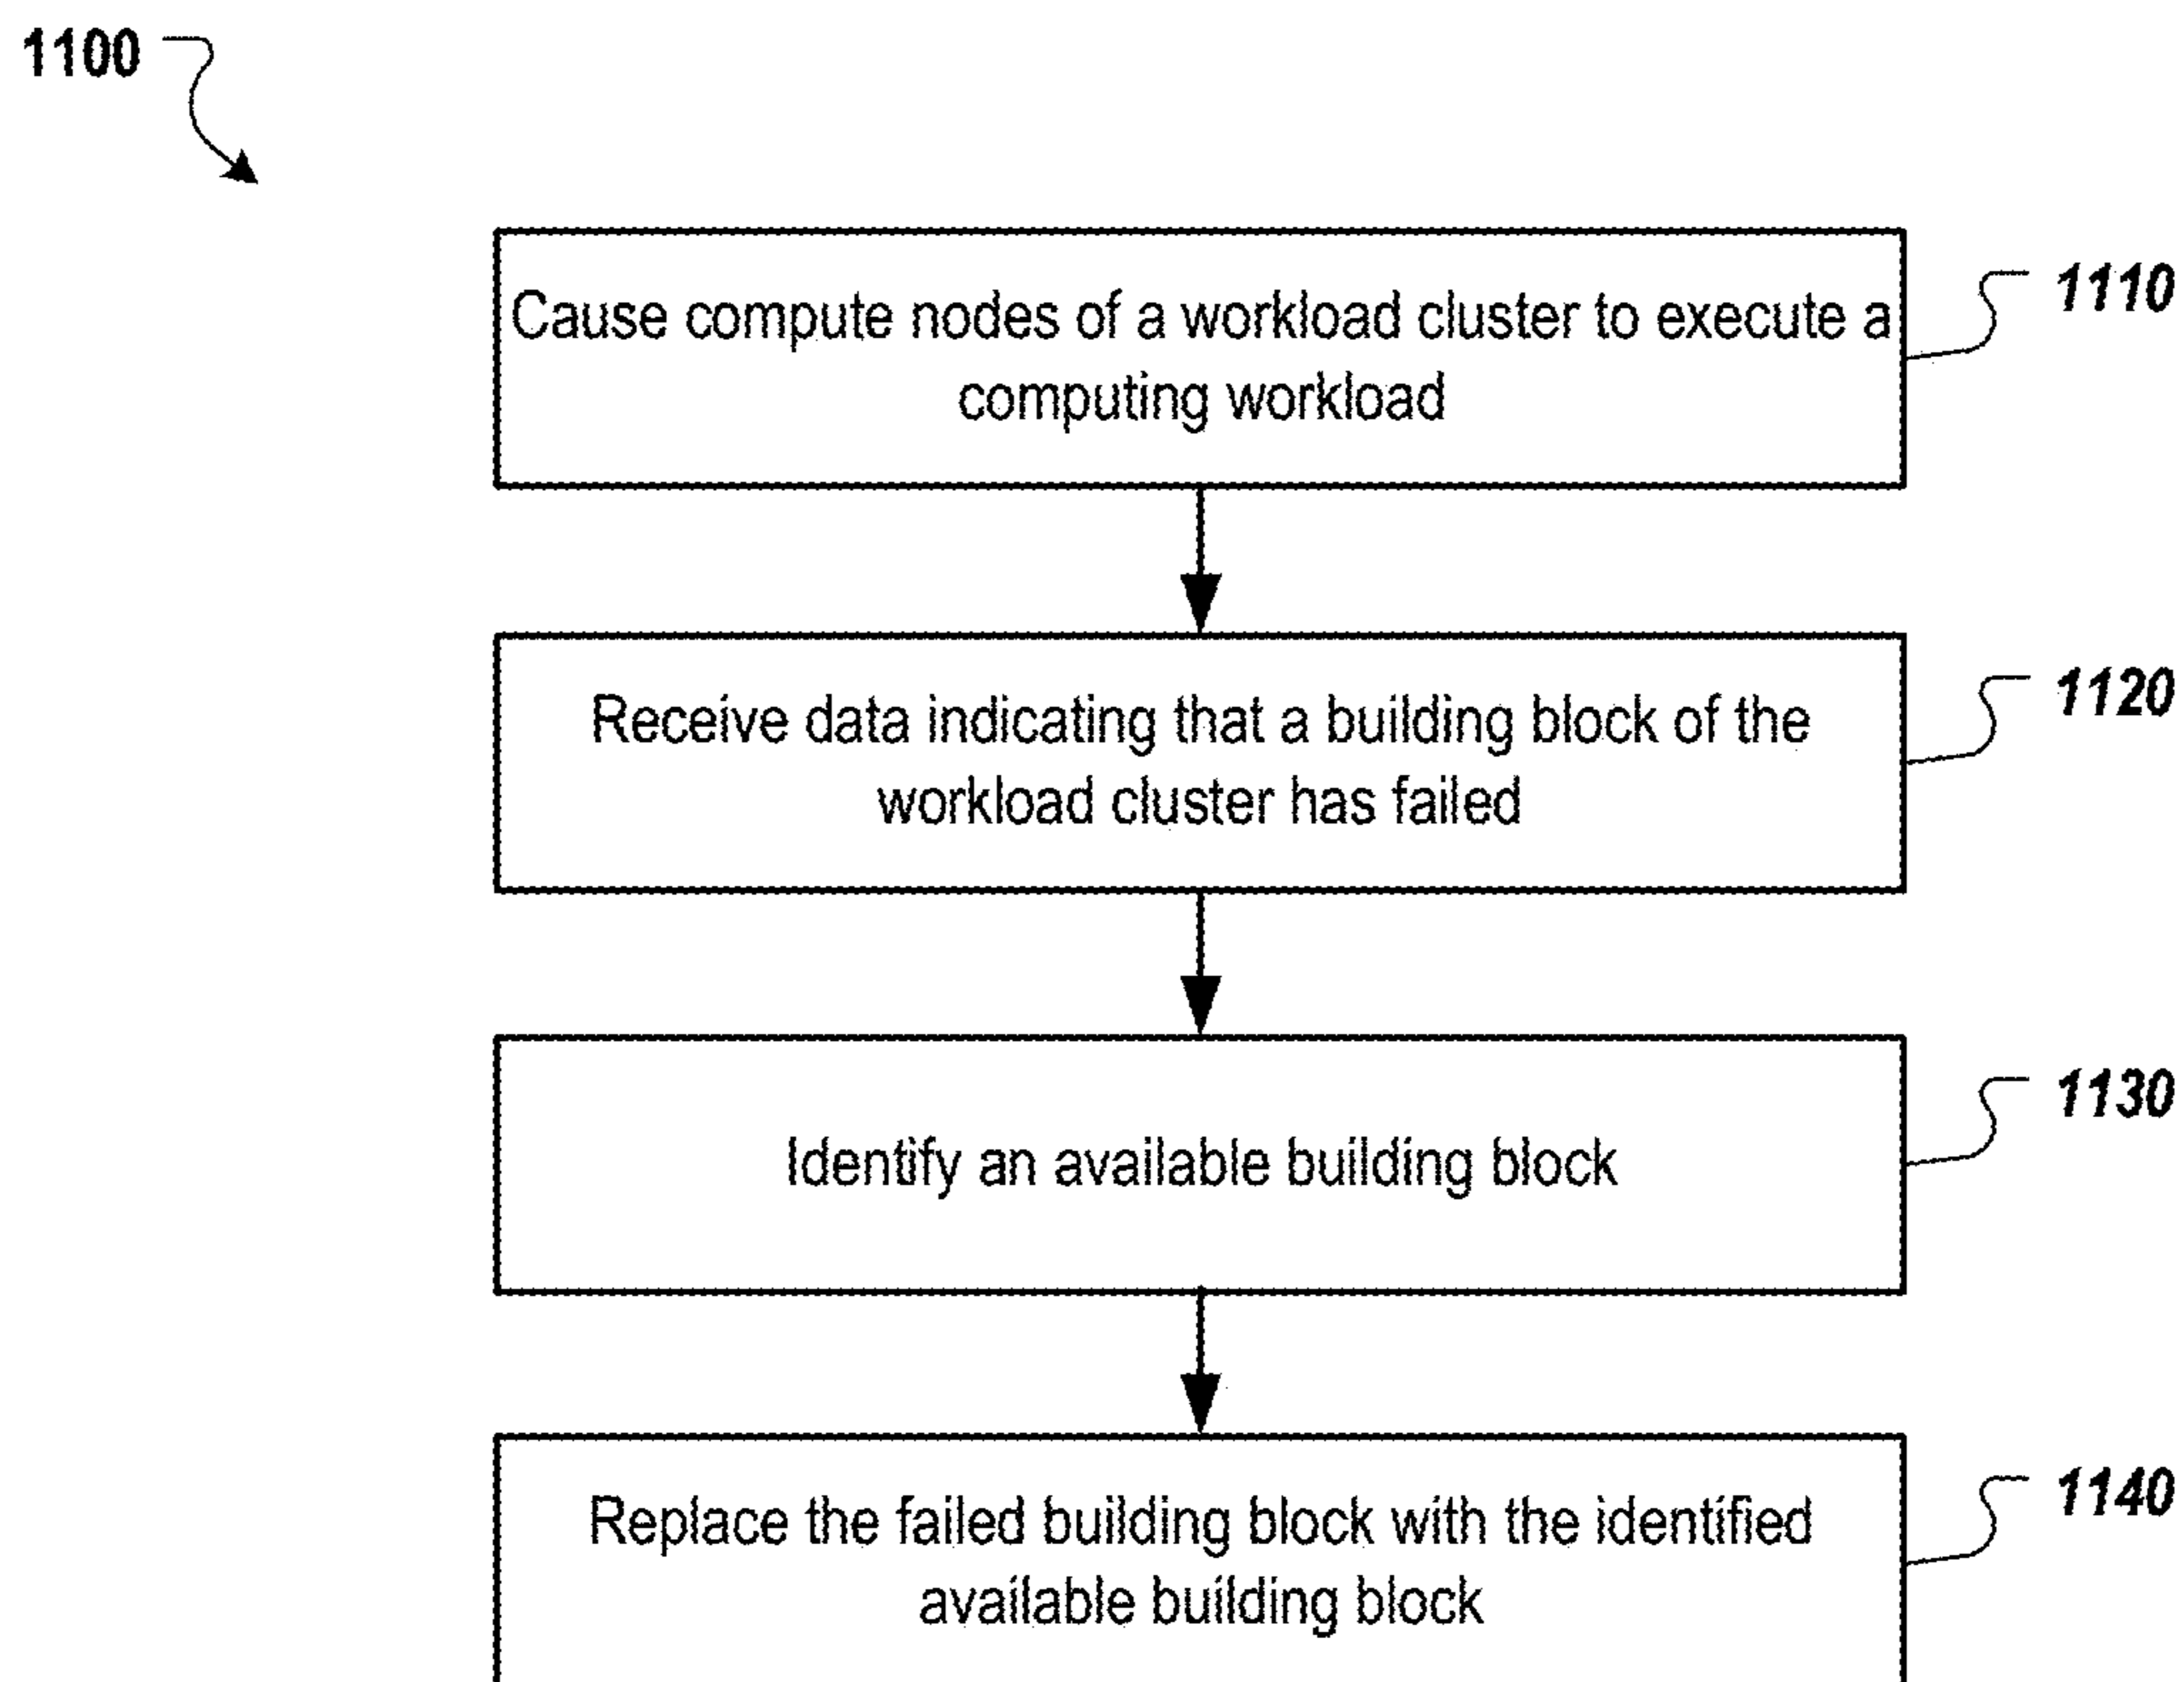 1100
Cause compute nodes of a workload cluster to execute a
computing workload
1110
Receive data indicating that a building block of the
workload cluster has failed
1120
Identify an available building block
1130
Replace the failed building block with the identified
available building block
1140